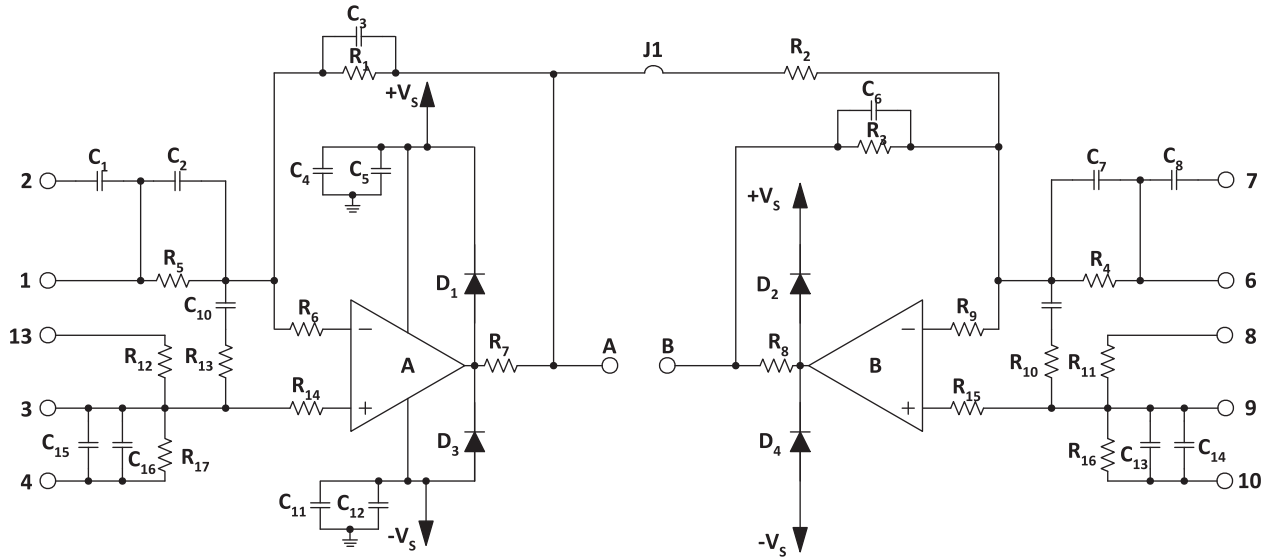 C3
R1
J1
R2
+VS
C6
R3
C1
C2
C4
C5
C7
C8
2
7
+VS
R5
R4
1
6
C10
D1
D2
R6
R9
13
8
R12
R13
A
R7
A
B
R8
B
R10
R11
R14
R15
3
9
C15
C16
R17
D3
D4
R16
C13
C14
4
10
C11
C12
-VS
-VS